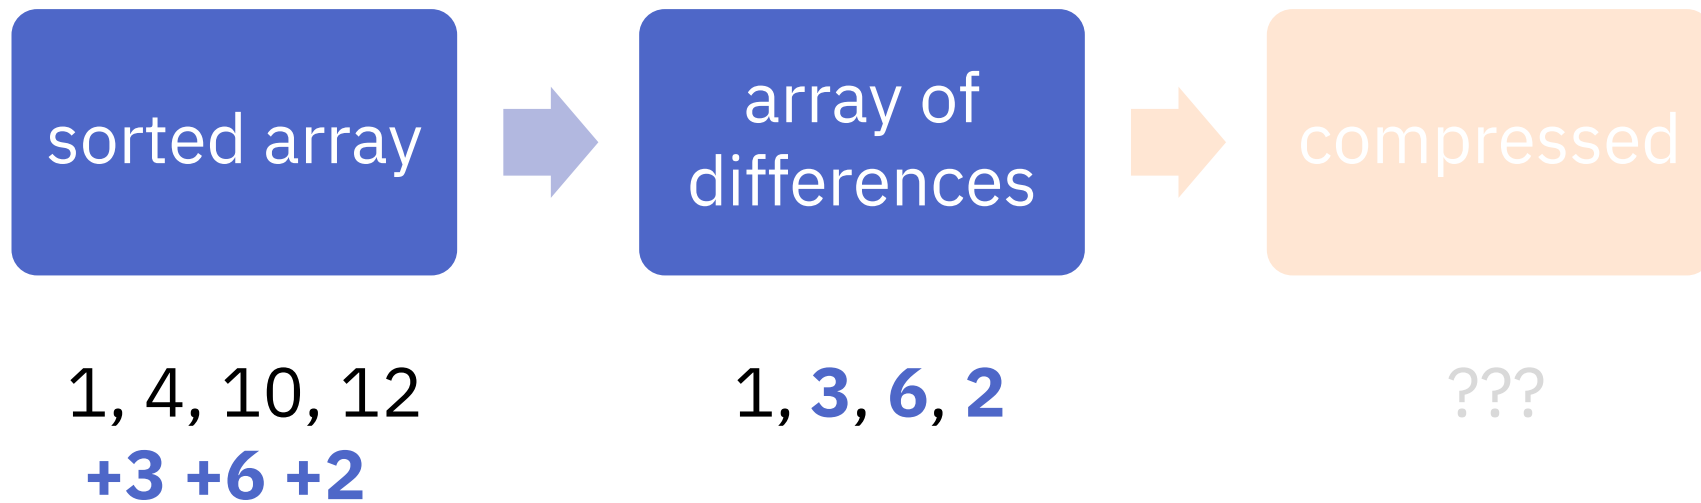 sorted array
array of
differences
compressed
1, 4, 10, 12
+3 +6 +2
1, 3, 6, 2
???